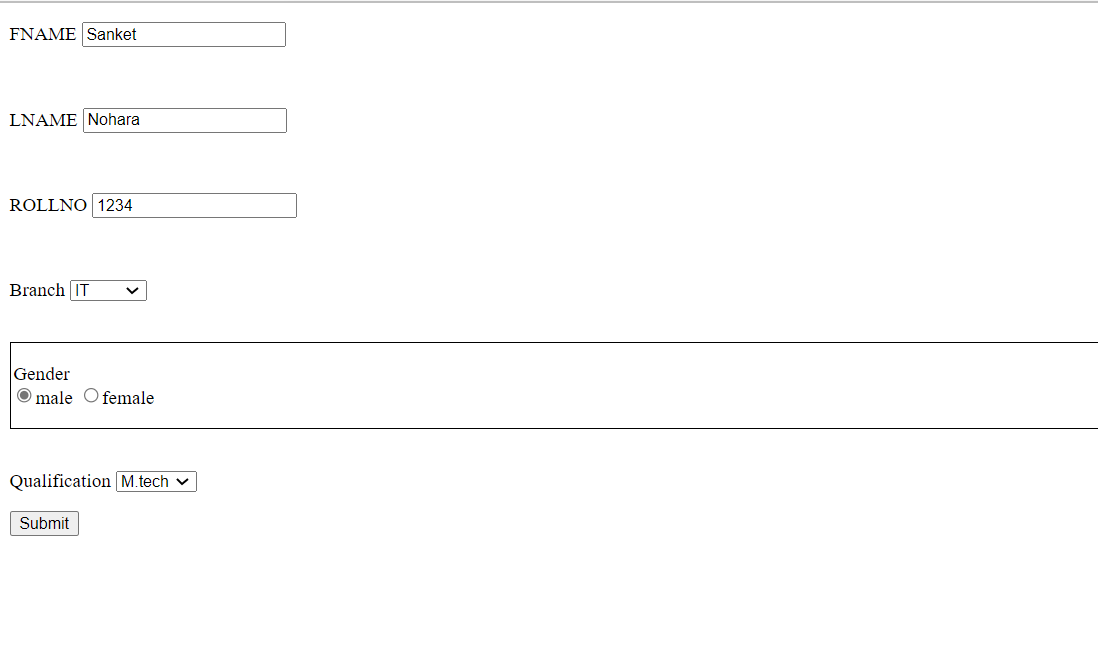 FNAME Sanket
LNAME Nohara
ROLLNO 1234
Branch IT
Gender
male female
Qualification M.tech
Submit